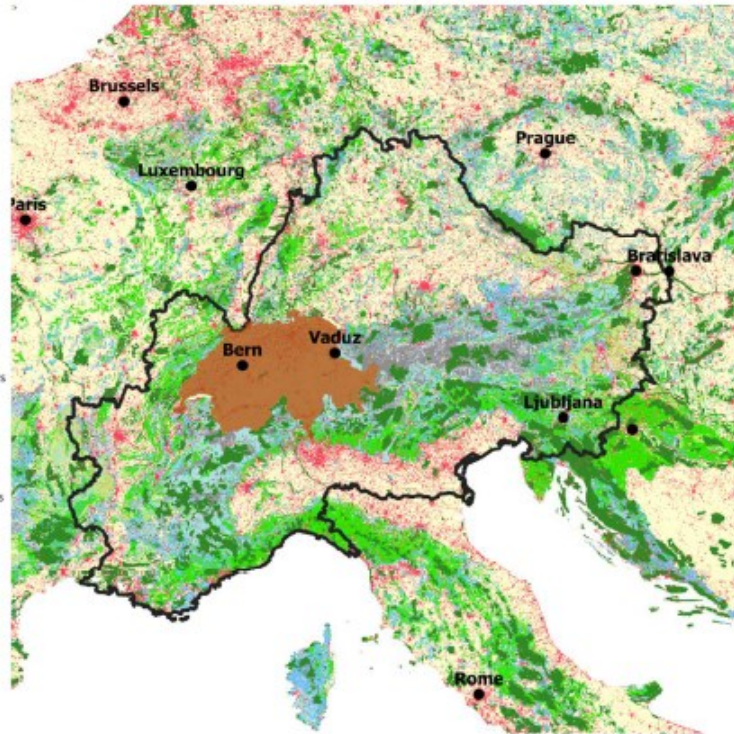 Brussels
Prague
Luxembourg
Paris
Bratislava
Vaduz
Bern
Ljubljana
Rome